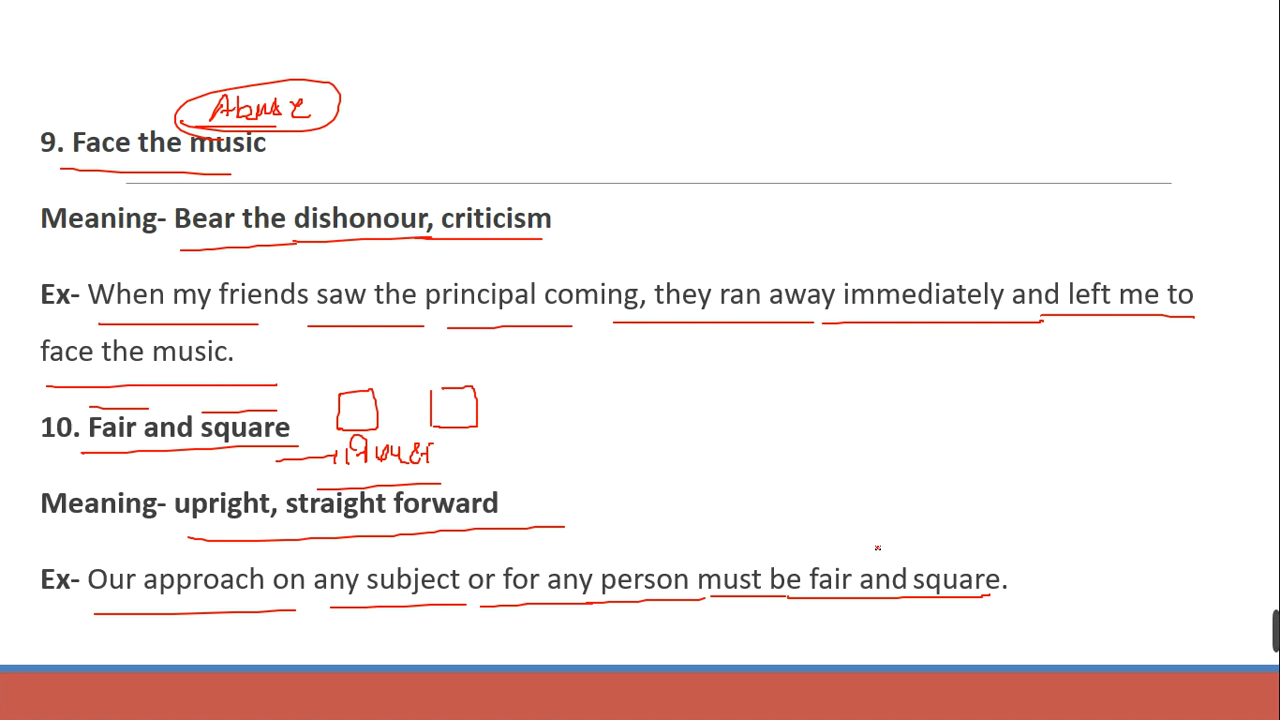 Abuse
9. Face the music
Meaning- Bear the dishonour, criticism
Ex- When my friends saw the principal coming, they ran away immediately and left me to
face the music.
10. Fair and square
Meaning- upright, straight forward
Ex- Our approach on any subject or for any person must be fair and square.